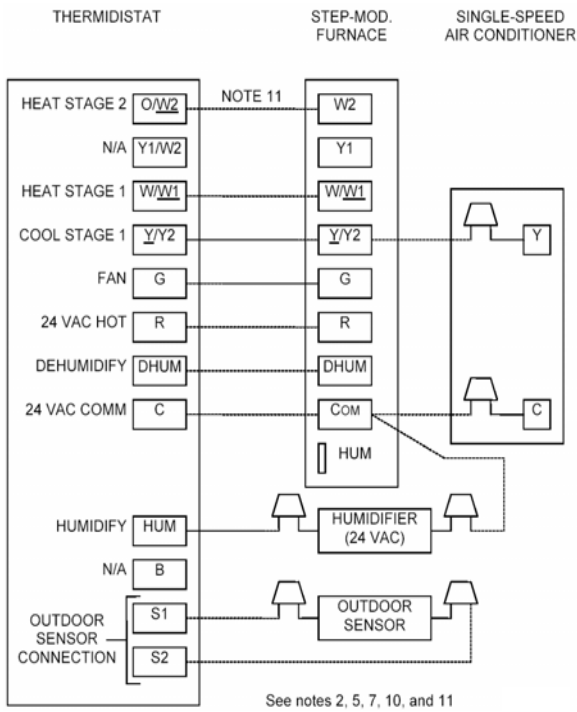 THERMIDISTAT
STEP-MOD.
FURNACE
SINGLE-SPEED
AIR CONDITIONER
HEAT STAGE 2 O/W2 NOTE 11 W2
N/A Y1/W2 Y1
HEAT STAGE 1 W/W1 W/W1
COOL STAGE 1 Y/Y2 Y/Y2 Y
FAN G G
24 VAC HOT R R
DEHUMIDIFY DHUM DHUM
24 VAC COMM C COM C
HUM
HUMIDIFY HUM HUMIDIFIER
(24 VAC)
N/A B
OUTDOOR
SENSOR
CONNECTION
S1
S2
OUTDOOR
SENSOR
See notes 2, 5, 7, 10, and 11